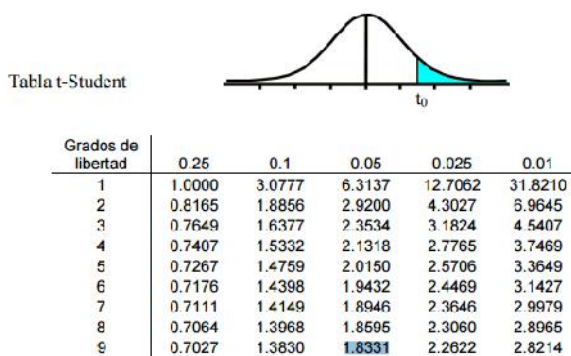 Tabla t-Student
t0
Grados de
libertad 0.25 0.1 0.05 0.025 0.01
1 1.0000 3.0777 6.3137 12.7062 31.8210
2 0.8165 1.8856 2.9200 4.3027 6.9645
3 0.7649 1.6377 2.3534 3.1824 4.5407
4 0.7407 1.5332 2.1318 2.7765 3.7469
5 0.7267 1.4759 2.0150 2.5706 3.3649
6 0.7176 1.4398 1.9432 2.4469 3.1427
7 0.7111 1.4149 1.8946 2.3646 2.9979
8 0.7064 1.3968 1.8595 2.3060 2.8965
9 0.7027 1.3830 1.8331 2.2622 2.8214